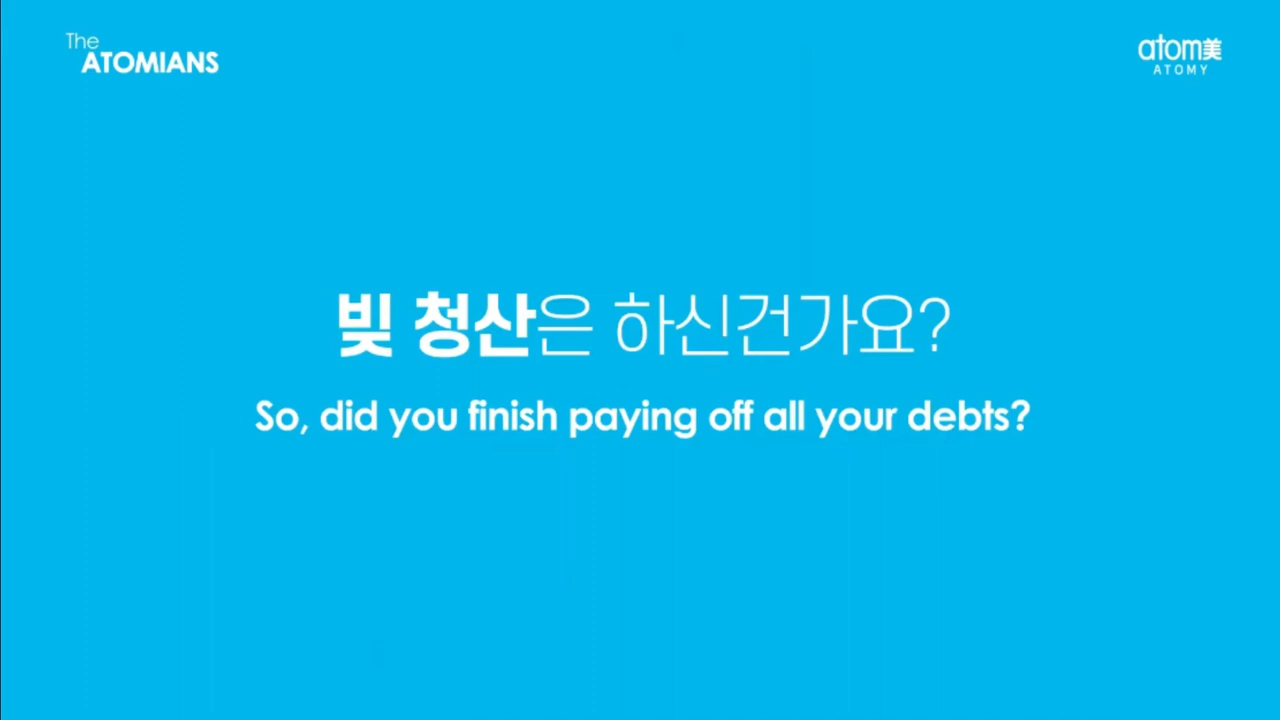 The
ATOMIANS
atom美
ATOMY
빚 청산은 하신건가요?
So, did you finish paying off all your debts?